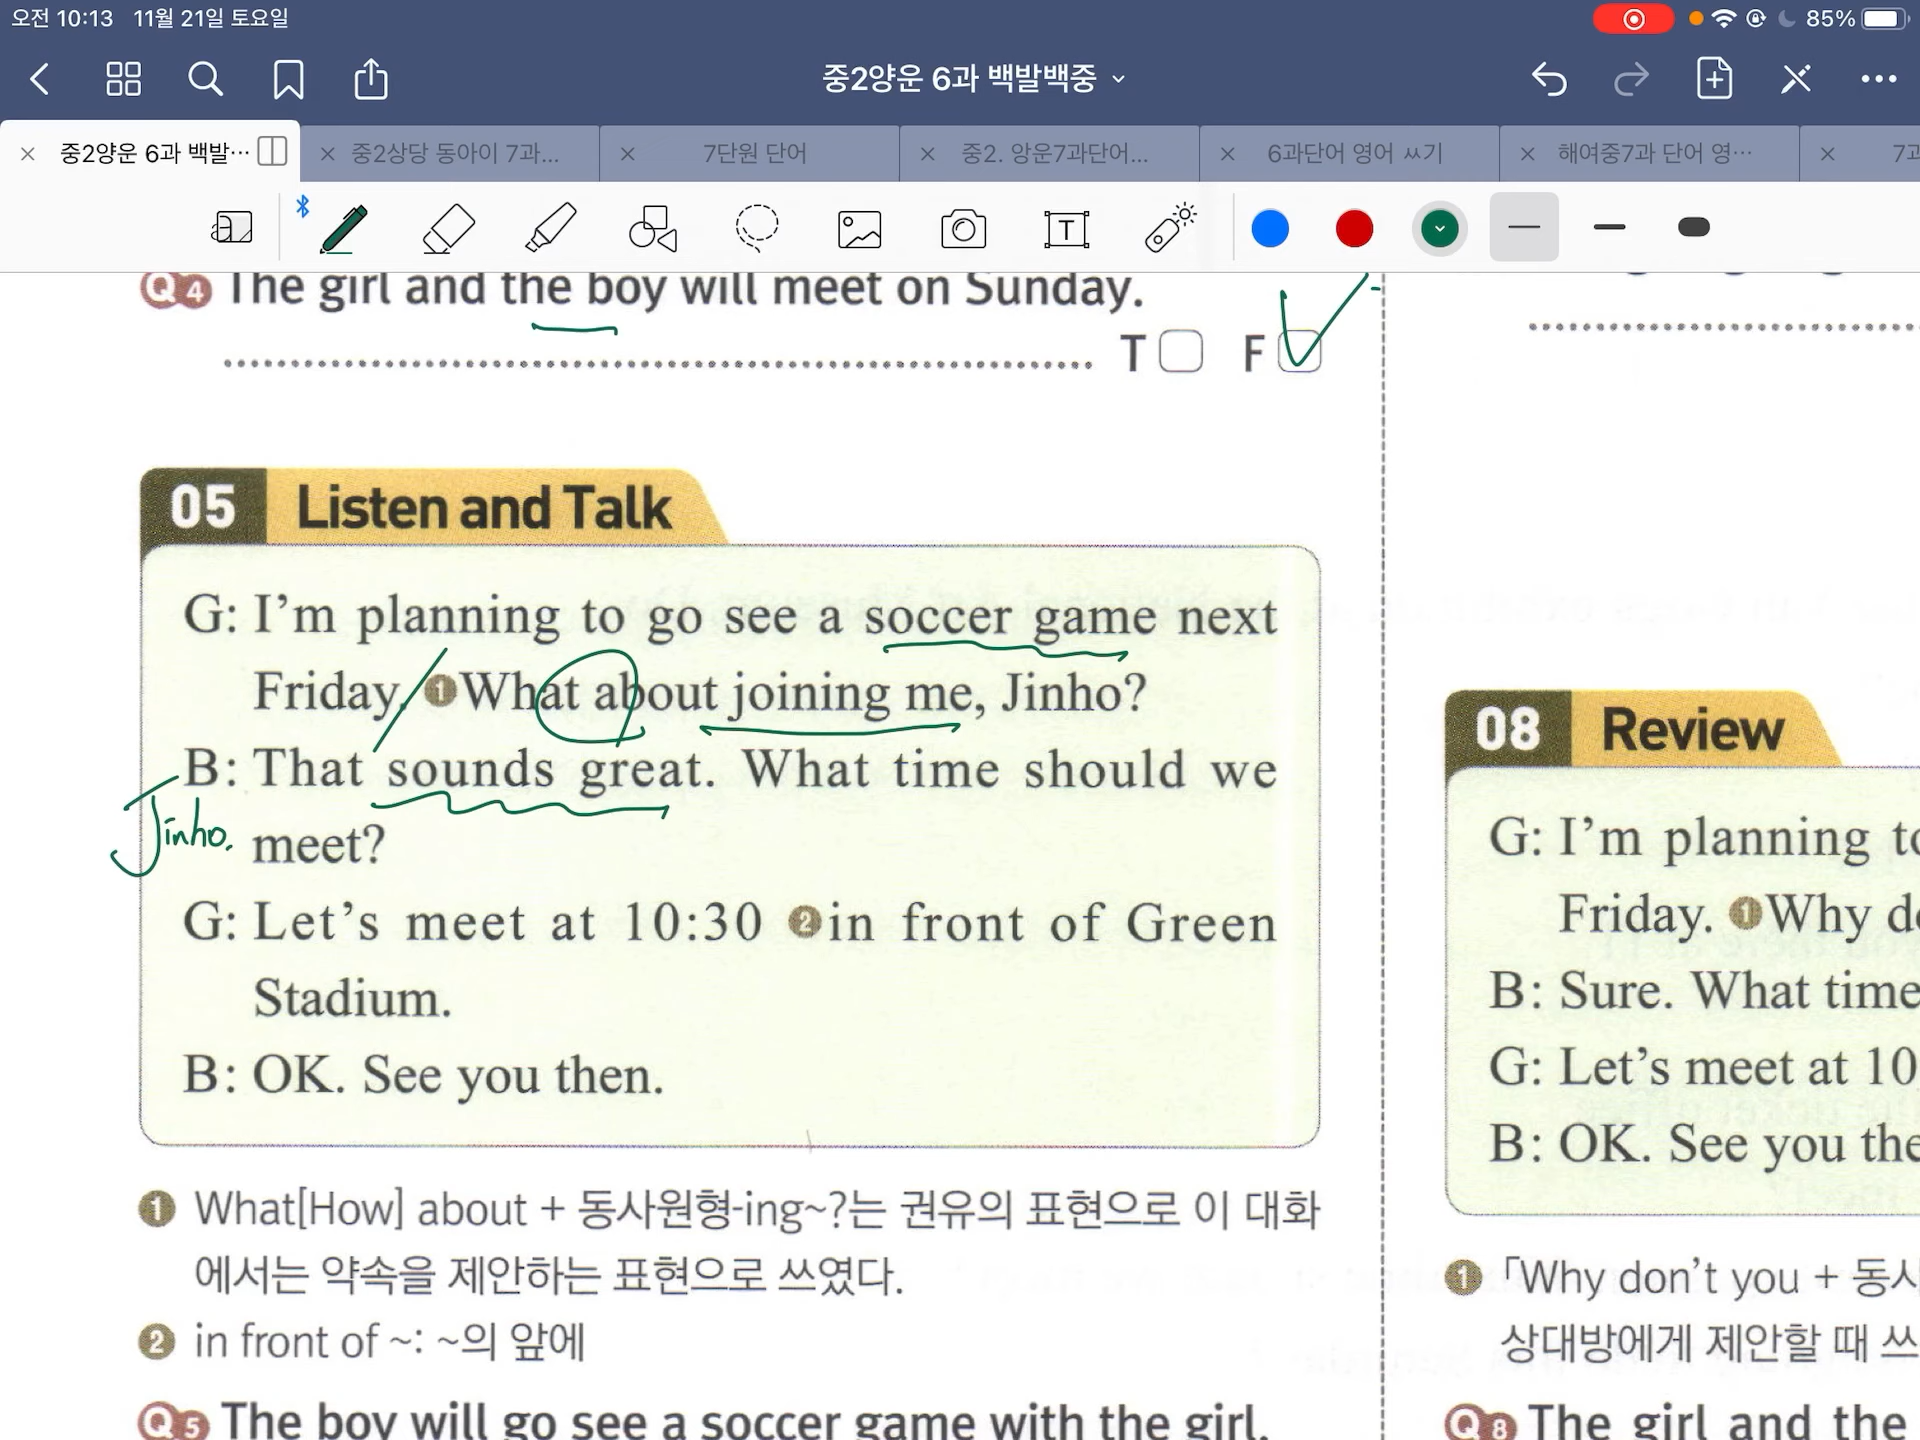 오전 10:13 11월 21일 토요일
85%
중2양운 6과 백발백중
중2양운 6과 백발…
중2상당 동아이 7과...
7단원 단어
중2. 앙운7과단어...
6과단어 영어 ㅆ기
해여중7과 단어 영…
7과
Q4 The girl and the boy will meet on Sunday.
T F
05 Listen and Talk
G: I'm planning to go see a soccer game next
Friday. ❶What about joining me, Jinho?
B: That sounds great. What time should we
Jinho. meet?
G: Let's meet at 10:30 ❷in front of Green
Stadium.
B: OK. See you then.
❶ What[How] about + 동사원형-ing~?는 권유의 표현으로 이 대화
에서는 약속을 제안하는 표현으로 쓰였다.
❷ in front of ~: ~의 앞에
Q5 The boy will go see a soccer game with the girl.
08 Review
G: I'm planning to
Friday. ❶Why do
B: Sure. What time
G: Let's meet at 10
B: OK. See you the
❶ 「Why don't you + 동사
상대방에게 제안할 때 쓰
Q8 The girl and the